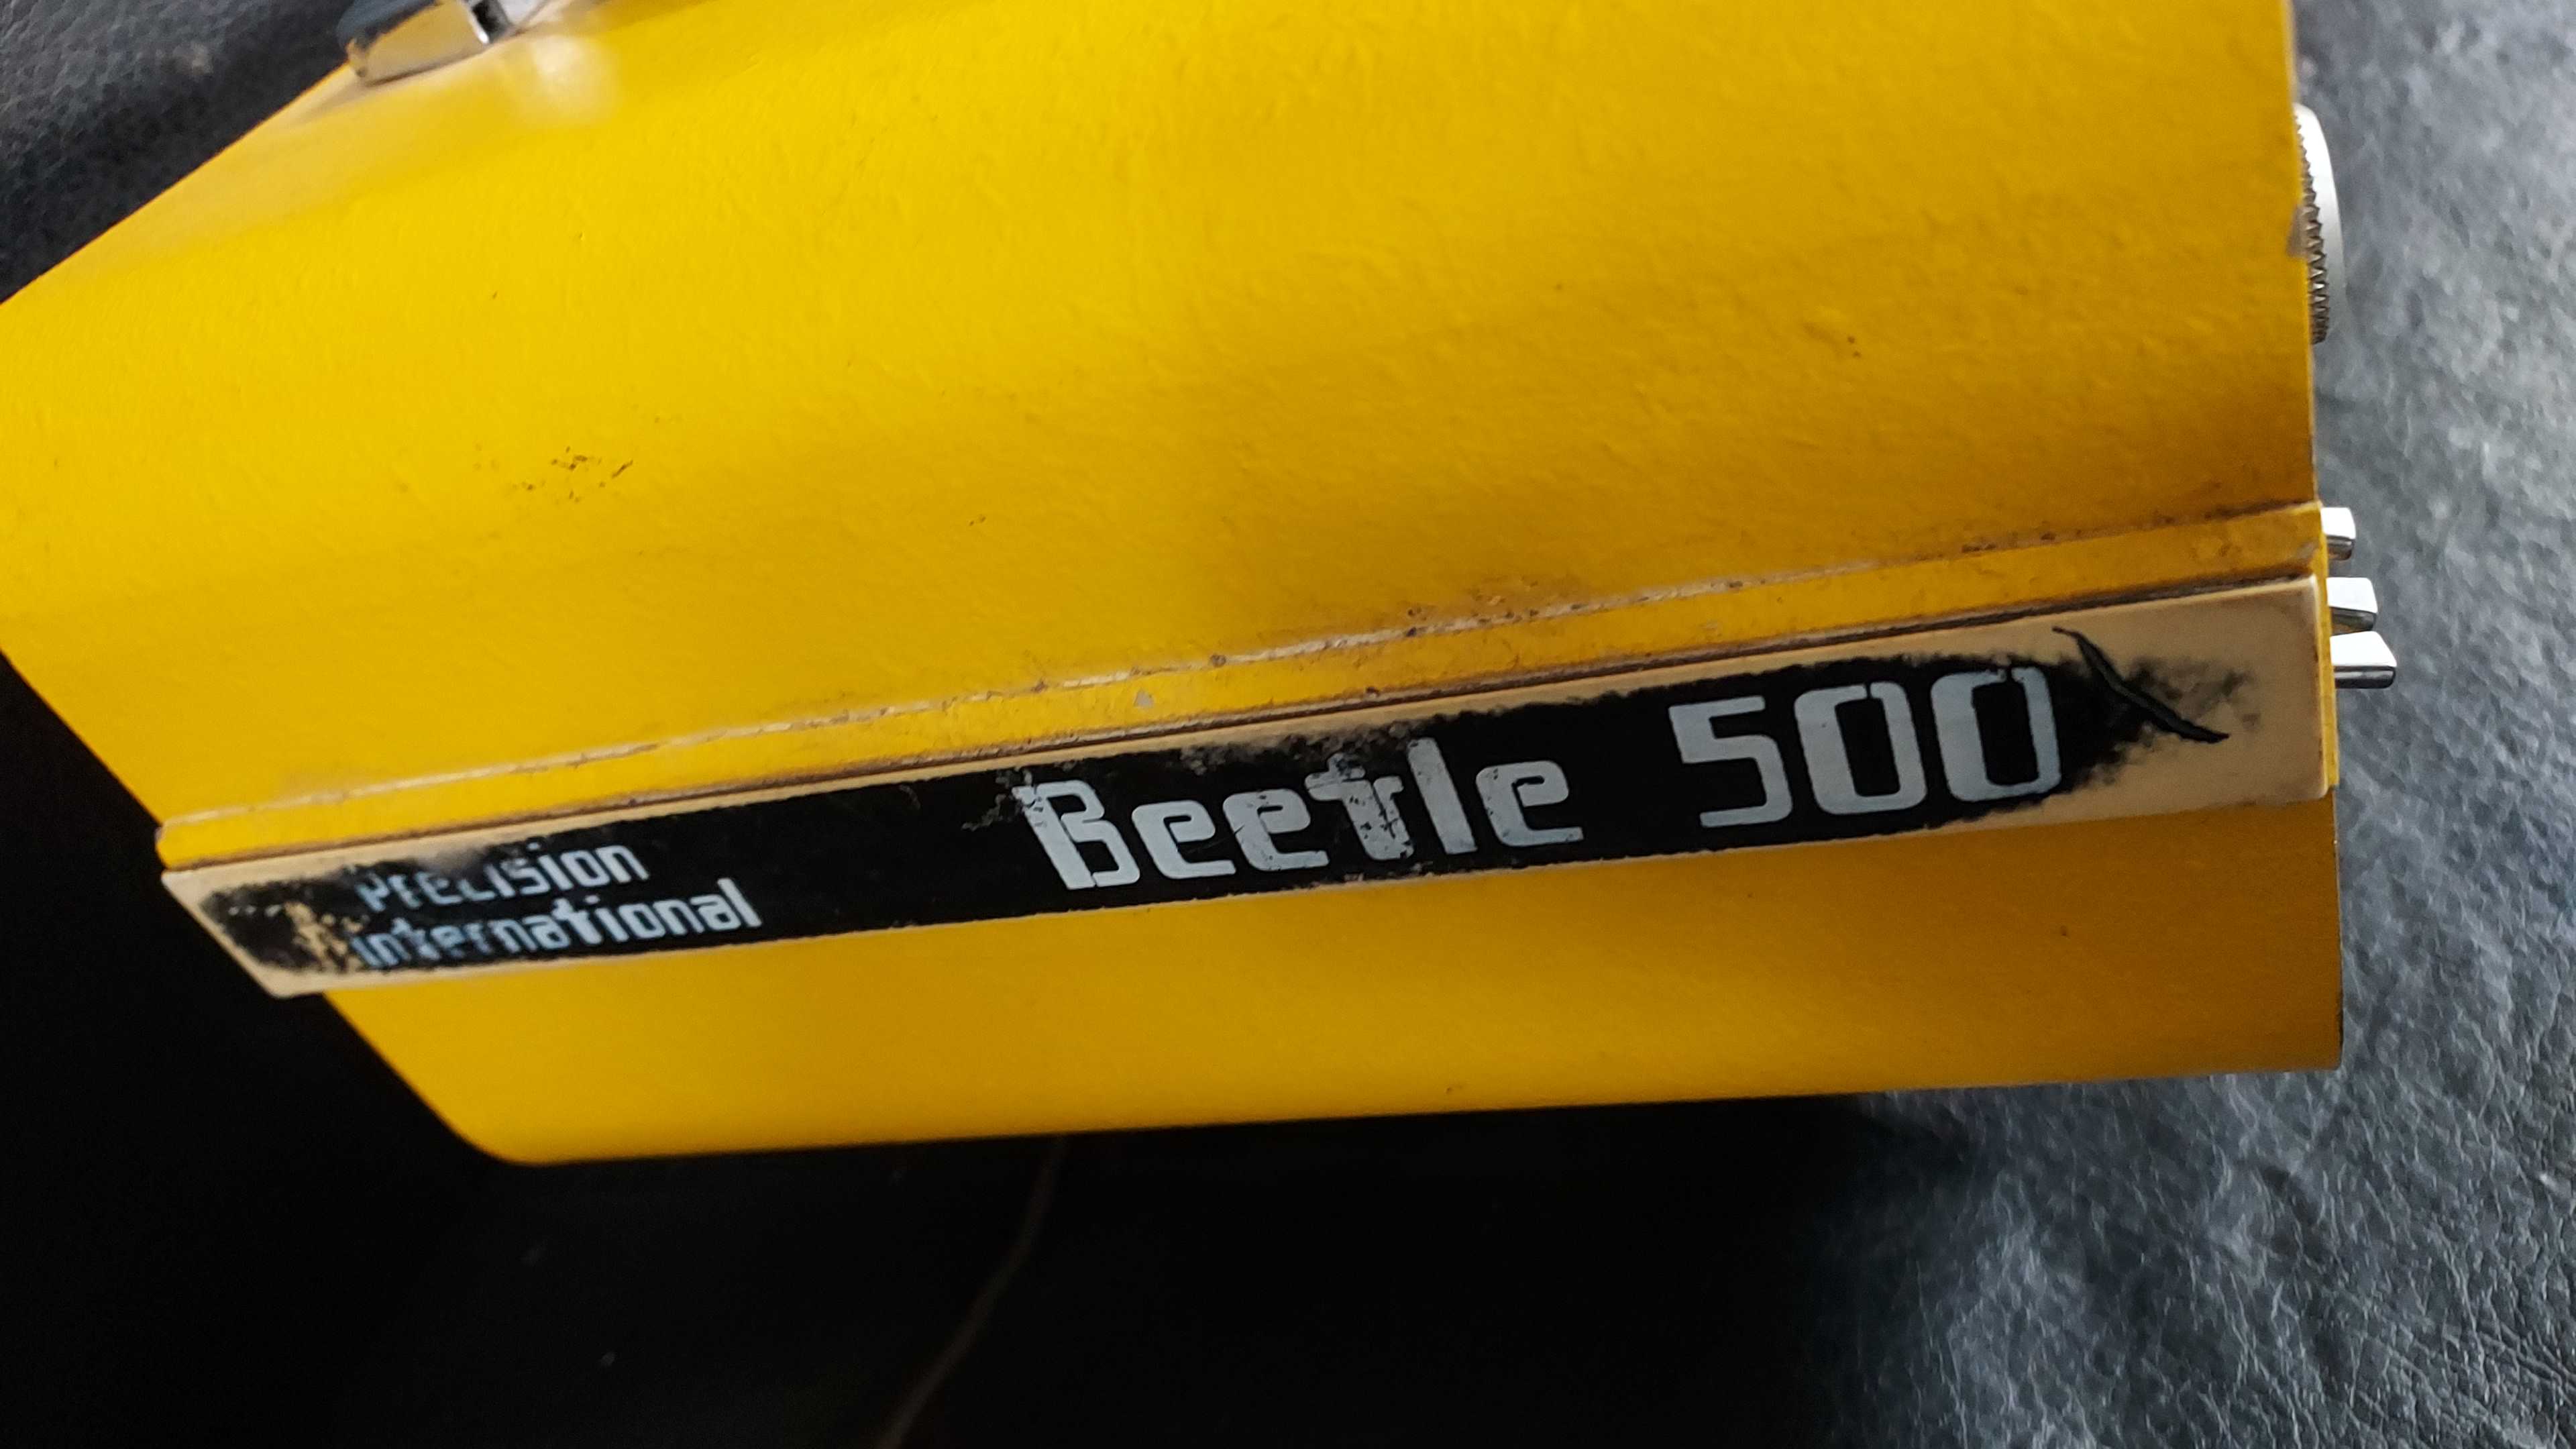 Precision
international
Beetle 500